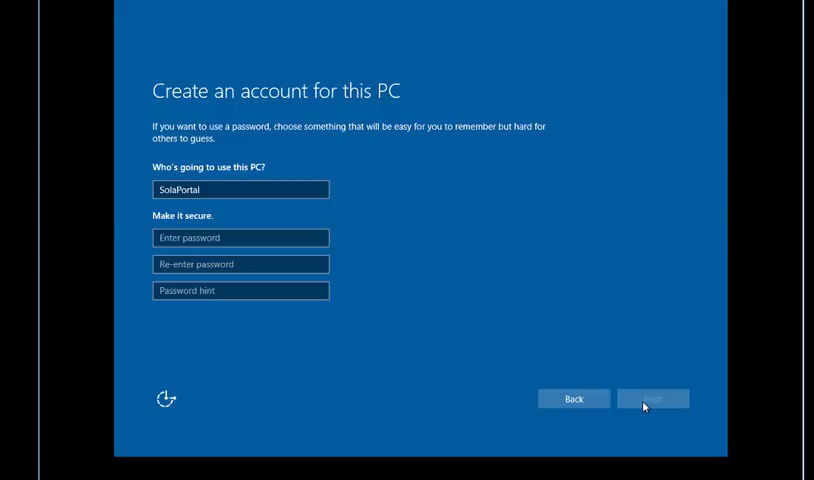 Create an account for this PC
If you want to use a password, choose something that will be easy for you to remember but hard for
others to guess.
Who's going to use this PC?
SolaPortal
Make it secure.
Enter password
Re-enter password
Password hint
Back
Next